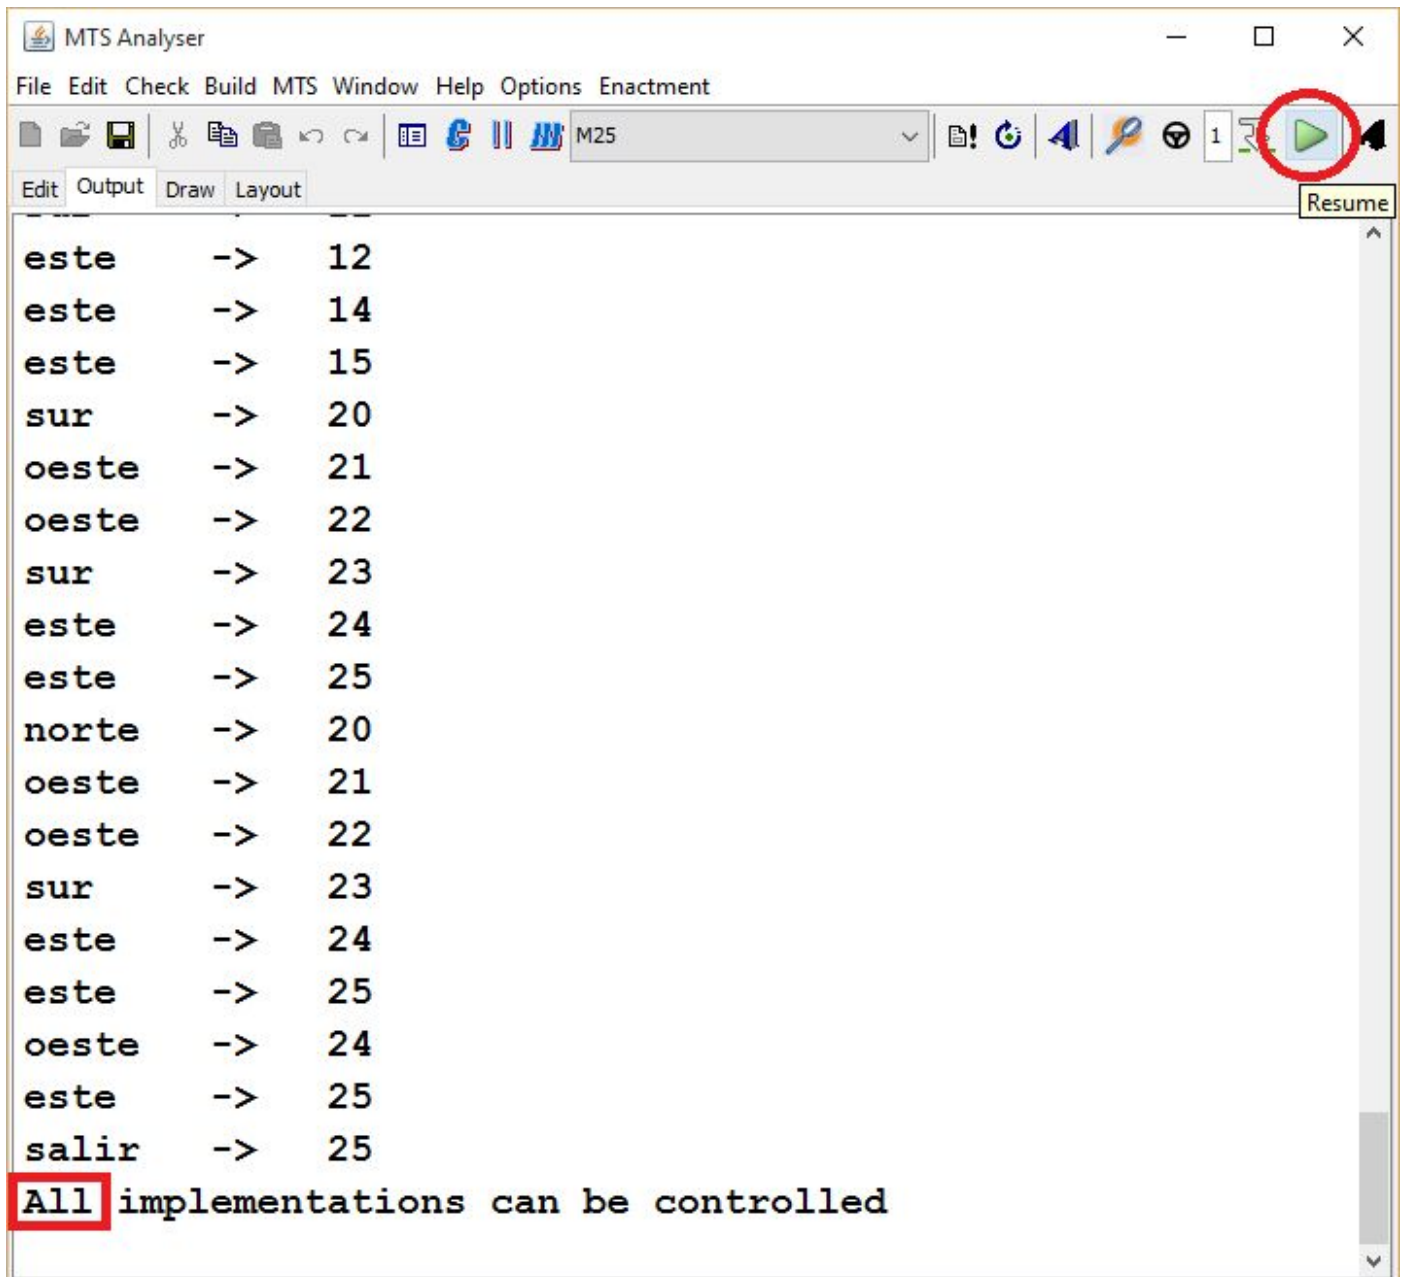 MTS Analyser
File Edit Check Build MTS Window Help Options Enactment
M25 1
Edit Output Draw Layout
Resume
este -> 12
este -> 14
este -> 15
sur -> 20
oeste -> 21
oeste -> 22
sur -> 23
este -> 24
este -> 25
norte -> 20
oeste -> 21
oeste -> 22
sur -> 23
este -> 24
este -> 25
oeste -> 24
este -> 25
salir -> 25
All implementations can be controlled